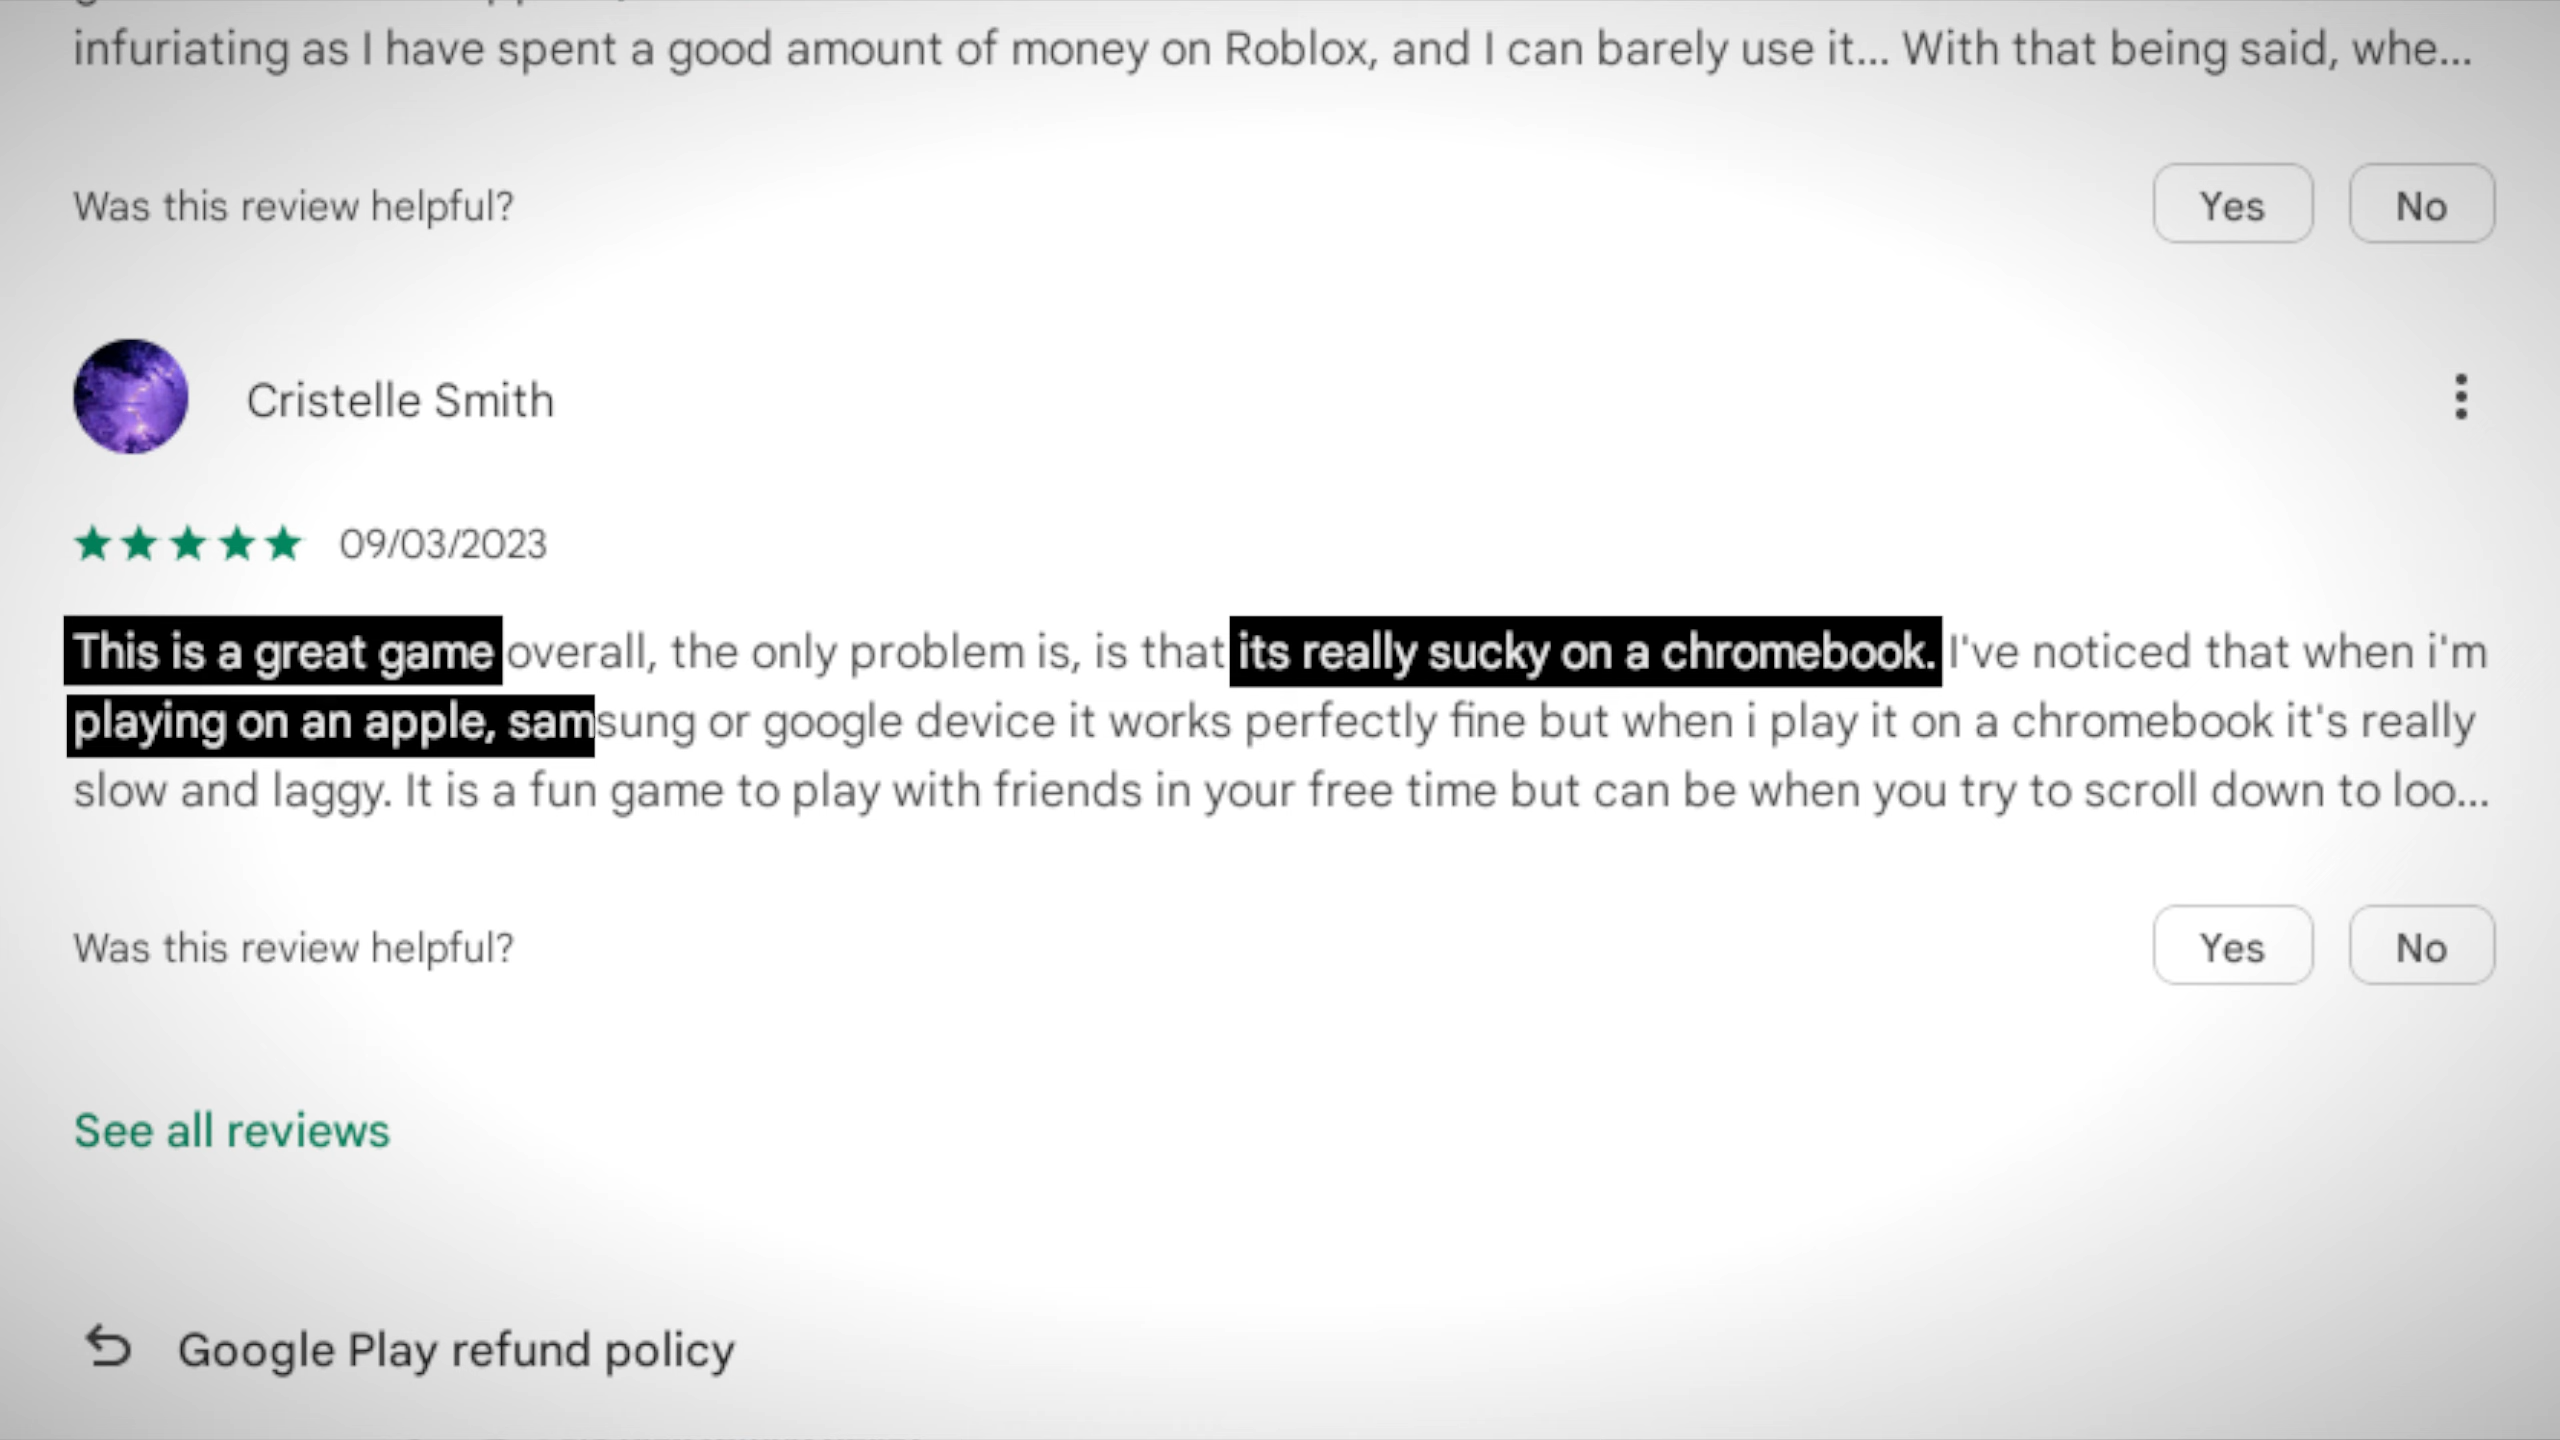 infuriating as I have spent a good amount of money on Roblox, and I can barely use it... With that being said, whe...
Was this review helpful?
Yes
No
Cristelle Smith
09/03/2023
This is a great game overall, the only problem is, is that its really sucky on a chromebook. I've noticed that when i'm
playing on an apple, samsung or google device it works perfectly fine but when i play it on a chromebook it's really
slow and laggy. It is a fun game to play with friends in your free time but can be when you try to scroll down to loo...
Was this review helpful?
Yes
No
See all reviews
Google Play refund policy